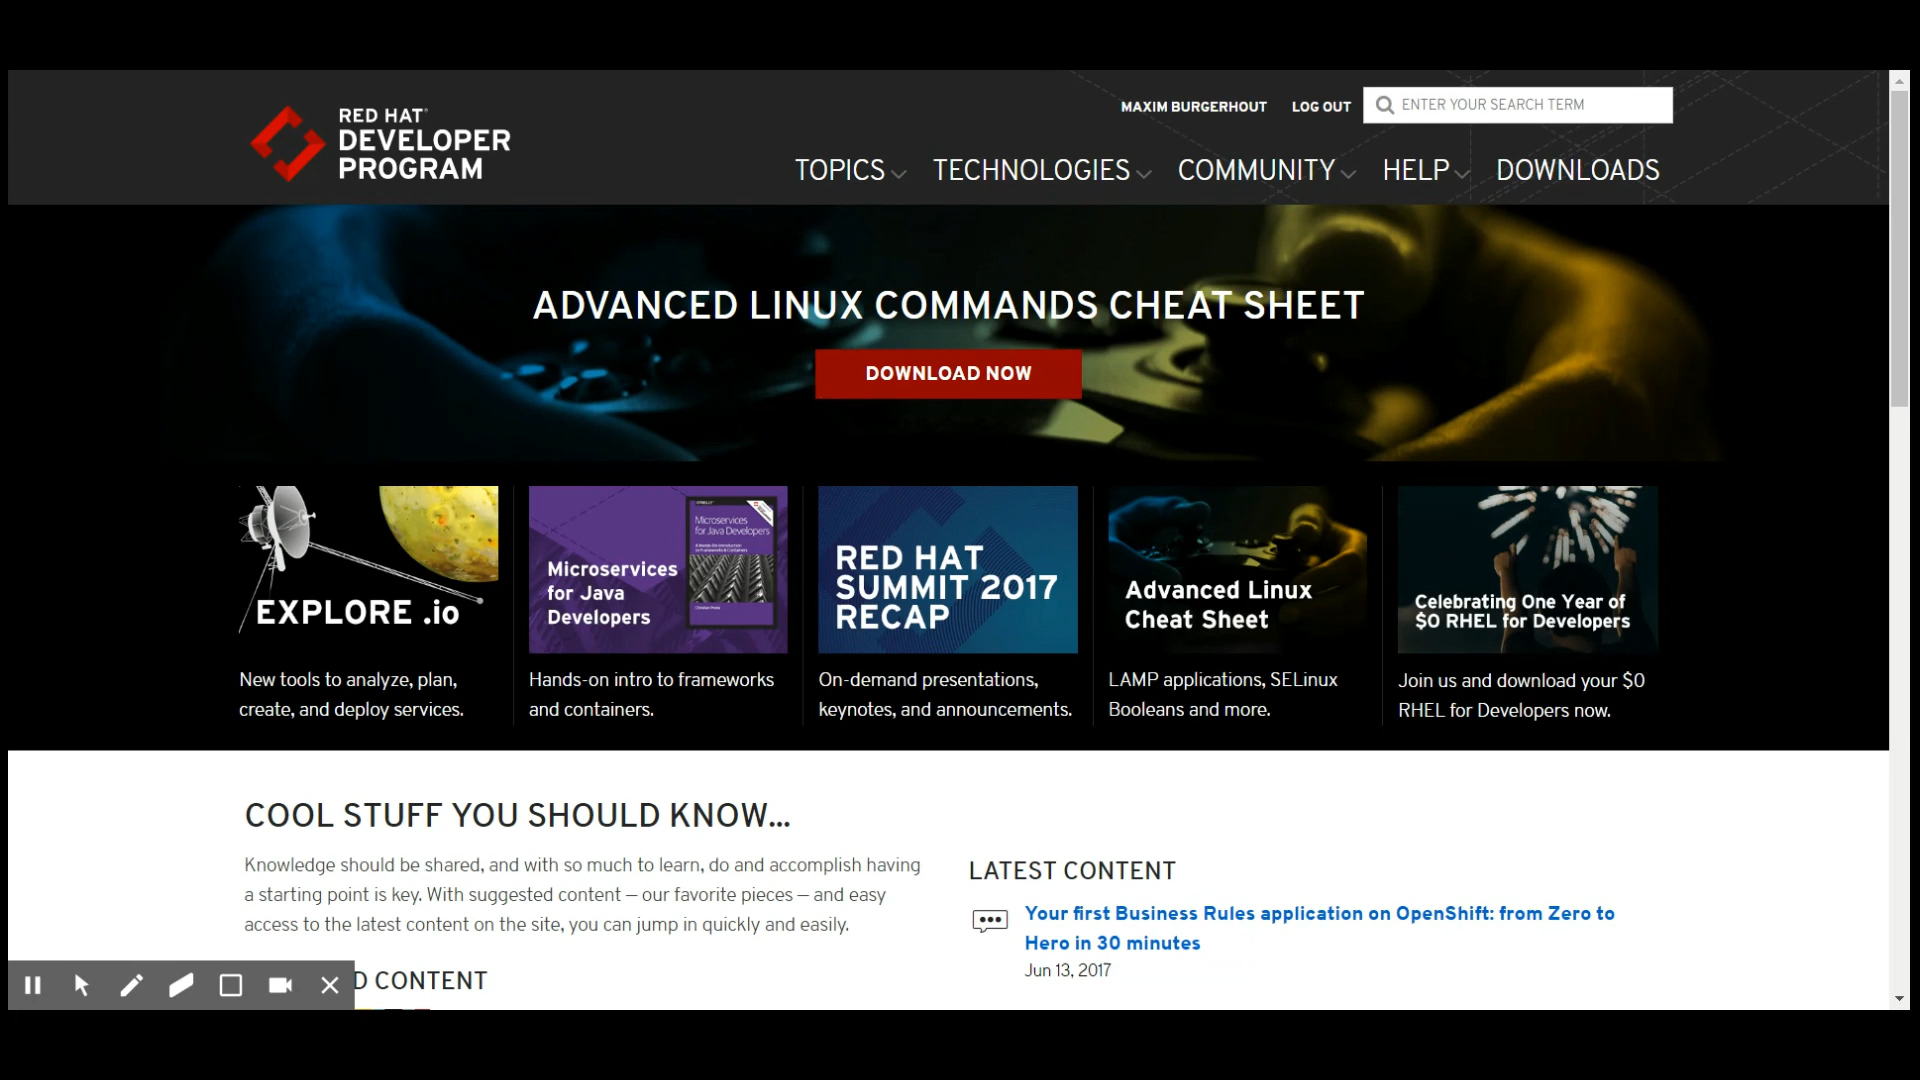 RED HAT®
DEVELOPER
PROGRAM
MAXIM BURGERHOUT
LOG OUT
ENTER YOUR SEARCH TERM
TOPICS
TECHNOLOGIES
COMMUNITY
HELP
DOWNLOADS
ADVANCED LINUX COMMANDS CHEAT SHEET
DOWNLOAD NOW
EXPLORE .io
New tools to analyze, plan,
create, and deploy services.
Microservices
for Java Developers
Microservices
for Java
Developers
Hands-on intro to frameworks
and containers.
RED HAT
SUMMIT 2017
RECAP
On-demand presentations,
keynotes, and announcements.
Advanced Linux
Cheat Sheet
LAMP applications, SELinux
Booleans and more.
Celebrating One Year of
$0 RHEL for Developers
Join us and download your $0
RHEL for Developers now.
COOL STUFF YOU SHOULD KNOW...
Knowledge should be shared, and with so much to learn, do and accomplish having
a starting point is key. With suggested content — our favorite pieces — and easy
access to the latest content on the site, you can jump in quickly and easily.
D CONTENT
LATEST CONTENT
Your first Business Rules application on OpenShift: from Zero to
Hero in 30 minutes
Jun 13, 2017